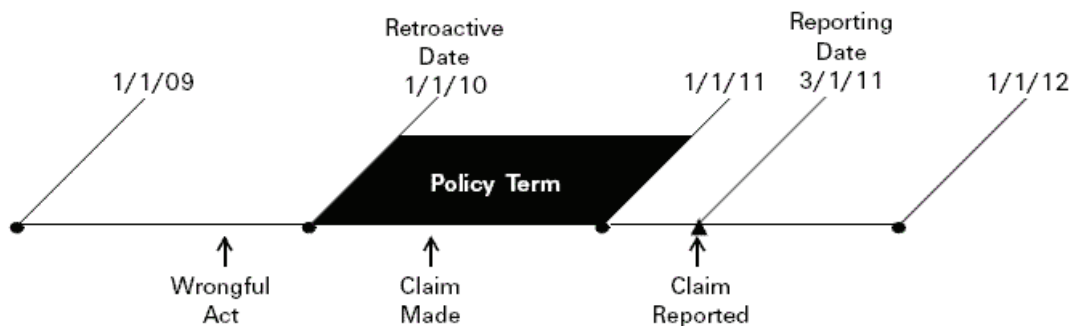 Retroactive
Date
1/1/10
Reporting
Date
3/1/11
1/1/09
1/1/11
1/1/12
Policy Term
Wrongful
Act
Claim
Made
Claim
Reported